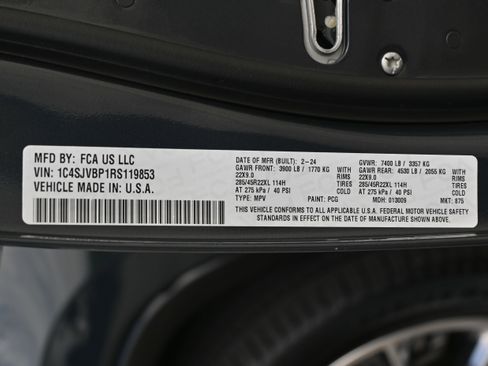 MFD BY: FCA US LLC
VIN: 1C4SJVBP1RS119853
VEHICLE MADE IN: U.S.A.
DATE OF MFR (BUILT): 2-24
GVWR: 7400 LB / 3357 KG
GAWR FRONT: 3900 LB / 1770 KG WITH
GAWR REAR: 4530 LB / 2055 KG WITH
22X9.0 RIMS
22X9.0 RIMS
285/45R22XL 114H TIRES
285/45R22XL 114H TIRES
AT 275 kPa / 40 PSI COLD
AT 275 kPa / 40 PSI COLD
TYPE: MPV PAINT: PCG MDH: 013009 MKT: 875
THIS VEHICLE CONFORMS TO ALL APPLICABLE U.S.A. FEDERAL MOTOR VEHICLE SAFETY
STANDARDS IN EFFECT ON THE DATE OF MANUFACTURE SHOWN ABOVE.